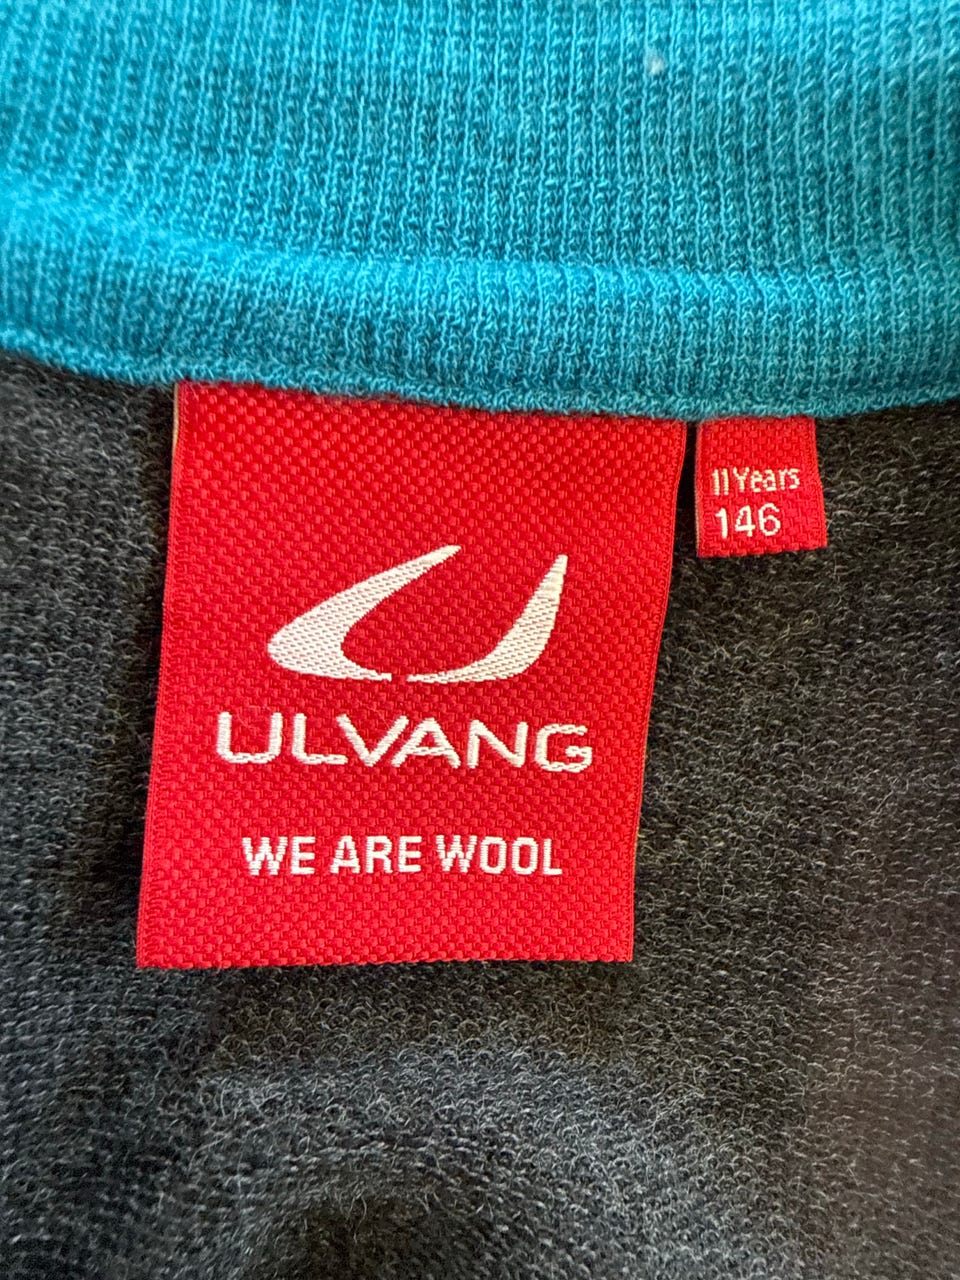 11 Years
146
ULVANG
WE ARE WOOL